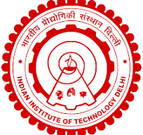 भारतीय प्रौद्योगिकी संस्थान दिल्ली
INDIAN INSTITUTE OF TECHNOLOGY DELHI